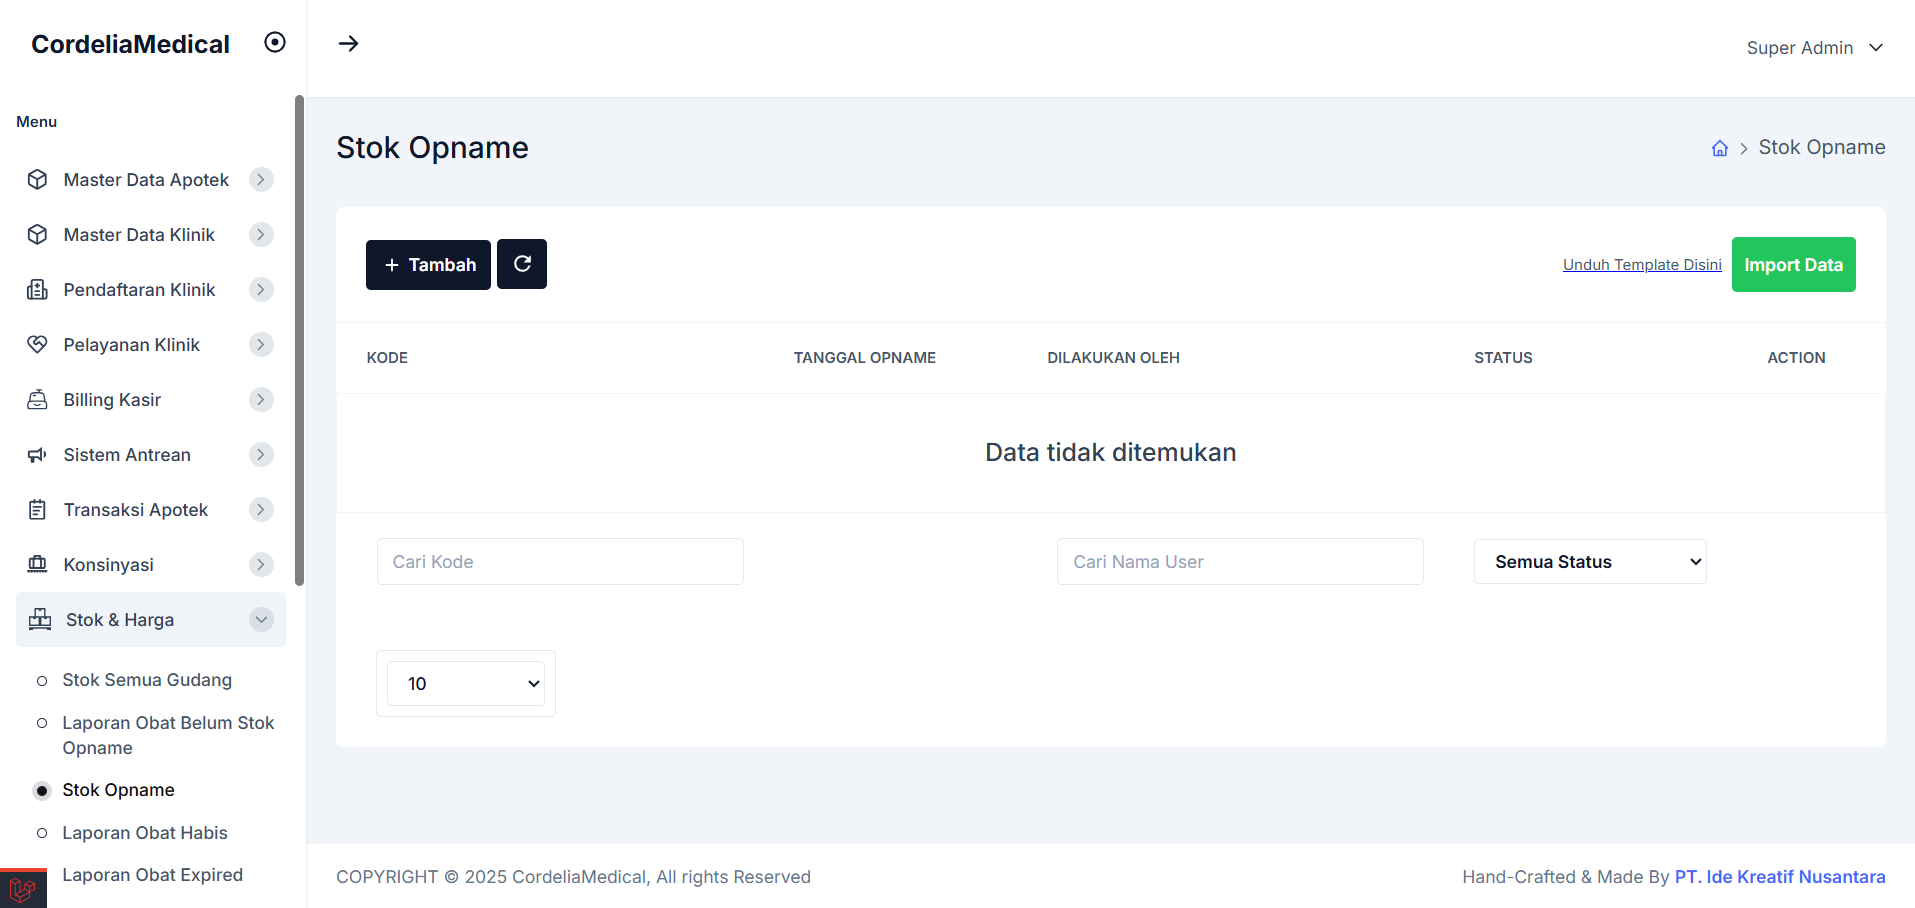 CordeliaMedical
Super Admin
Menu
Master Data Apotek
Master Data Klinik
Pendaftaran Klinik
Pelayanan Klinik
Billing Kasir
Sistem Antrean
Transaksi Apotek
Konsinyasi
Stok & Harga
Stok Semua Gudang
Laporan Obat Belum Stok
Opname
Stok Opname
Laporan Obat Habis
Laporan Obat Expired
Stok Opname
Stok Opname
+ Tambah
Unduh Template Disini
Import Data
KODE TANGGAL OPNAME DILAKUKAN OLEH STATUS ACTION
Data tidak ditemukan
Cari Kode Cari Nama User Semua Status
10
COPYRIGHT © 2025 CordeliaMedical, All rights Reserved
Hand-Crafted & Made By PT. Ide Kreatif Nusantara